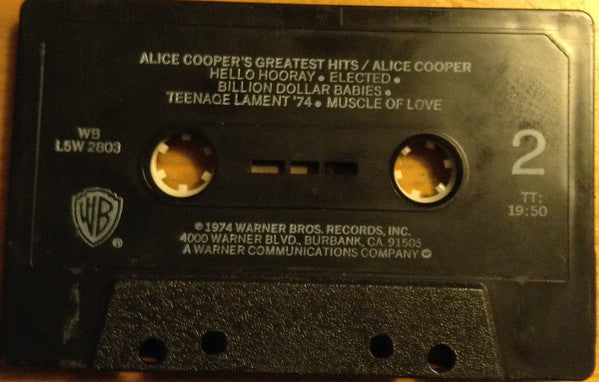 ALICE COOPER'S GREATEST HITS / ALICE COOPER
HELLO HOORAY • ELECTED •
BILLION DOLLAR BABIES •
TEENAGE LAMENT '74 • MUSCLE OF LOVE
WB
L5W 2803
2
TT:
19:50
WB
®
℗ 1974 WARNER BROS. RECORDS, INC.
4000 WARNER BLVD., BURBANK, CA. 91505
A WARNER COMMUNICATIONS COMPANY